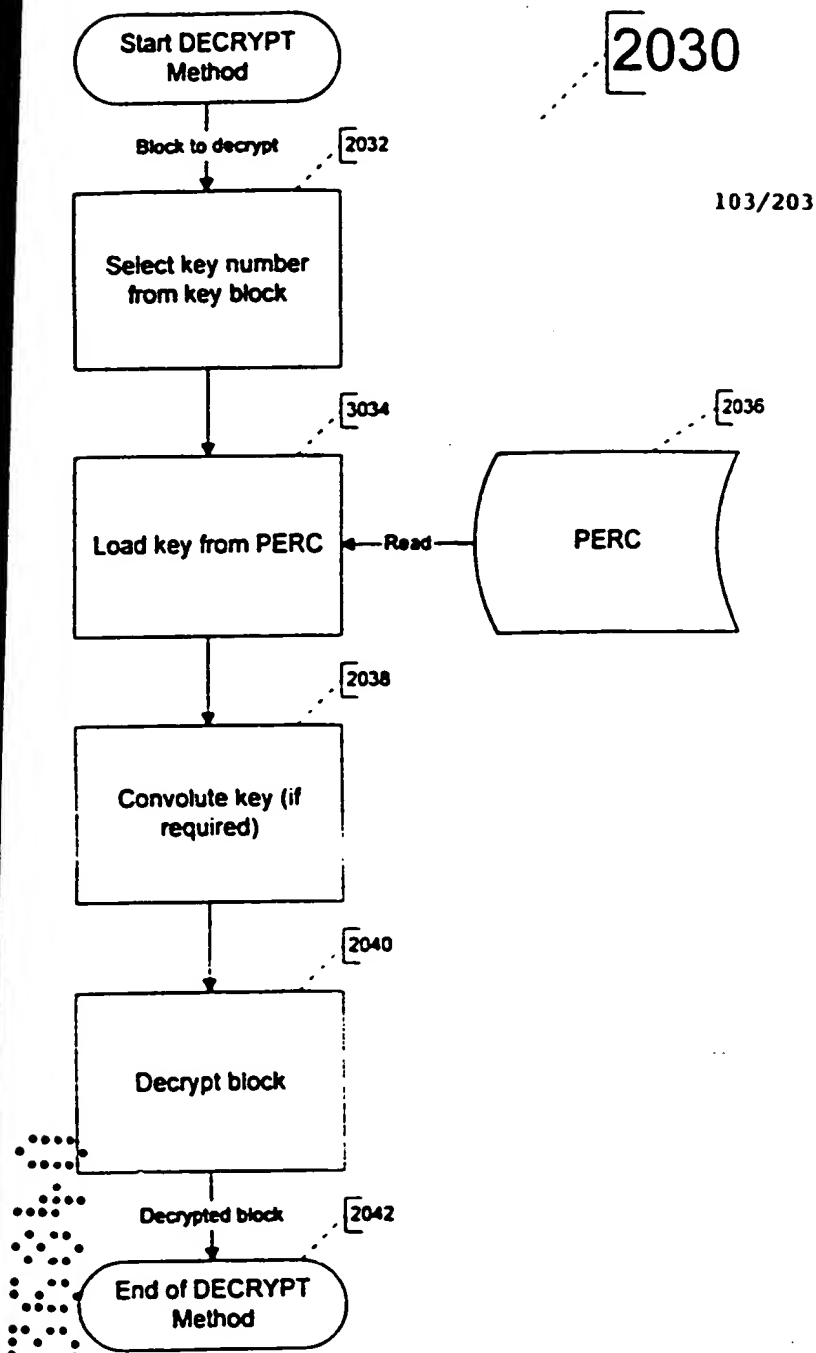 Start DECRYPT
Method
2030
Block to decrypt
2032
103/203
Select key number
from key block
3034
2036
Load key from PERC
Read
PERC
2038
Convolute key (if
required)
2040
Decrypt block
Decrypted block
2042
End of DECRYPT
Method